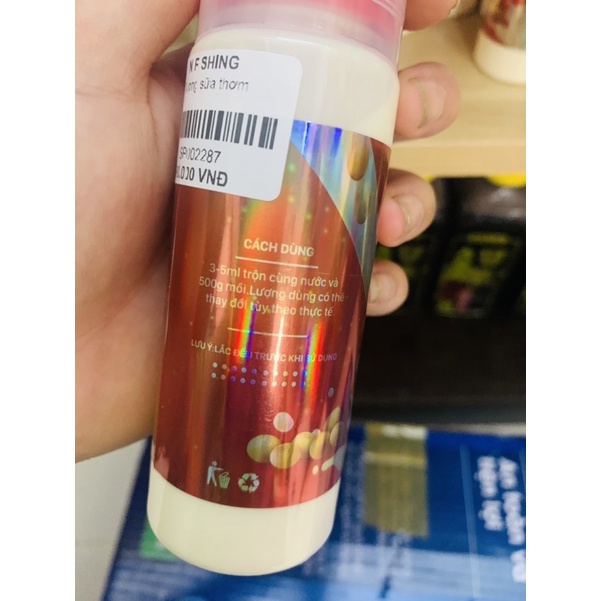 N F SHING
sữa thơm
SP002287
.000 VNĐ
CÁCH DÙNG
3-5ml trộn cùng nước và
500g mồi.Lượng dùng có thể
thay đổi tùy theo thực tế.
LƯU Ý:LẮC ĐỀU TRƯỚC KHI SỬ DỤNG